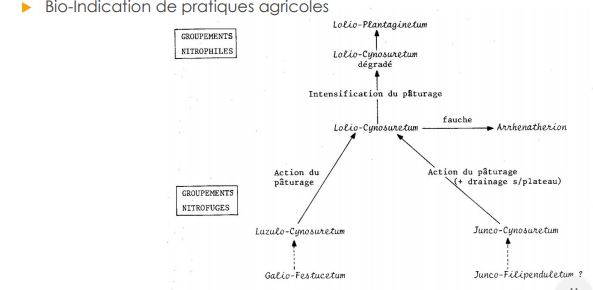 Bio-Indication de pratiques agricoles
Lolio-Plantaginetum
GROUPEMENTS
NITROPHILES
Lolio-Cynosuretum
dégradé
Intensification du pâturage
Lolio-Cynosuretum
fauche
Arrhenatherion
Action du
pâturage
Action du pâturage
(+ drainage s/plateau)
GROUPEMENTS
NITROFUGES
Luzulo-Cynosuretum
Junco-Cynosuretum
Galio-Festucetum
Junco-Filipenduletum ?